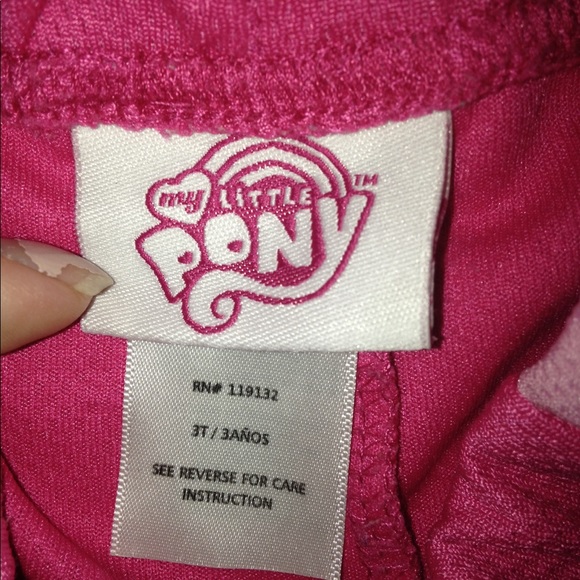 my LITTLE TM
PONY
RN# 119132
3T / 3AÑOS
SEE REVERSE FOR CARE
INSTRUCTION